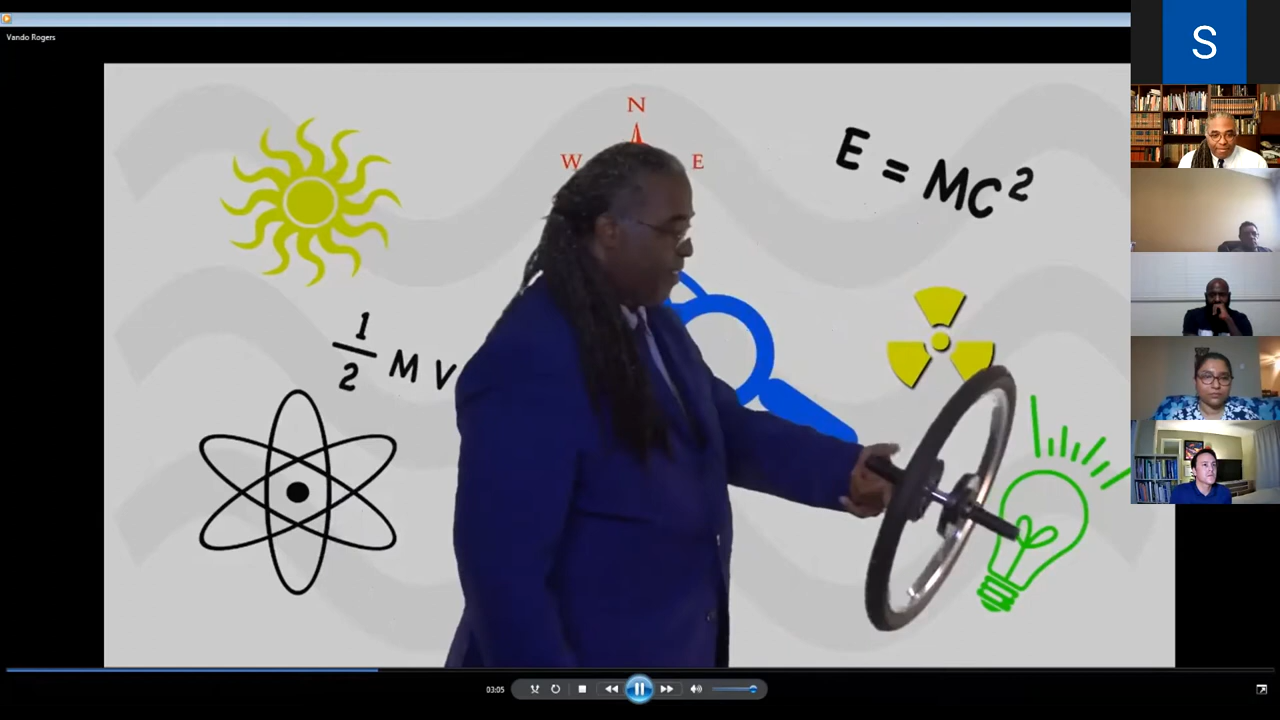 Vando Rogers
S
N
W E
E = MC²
1
2
M V
03:05